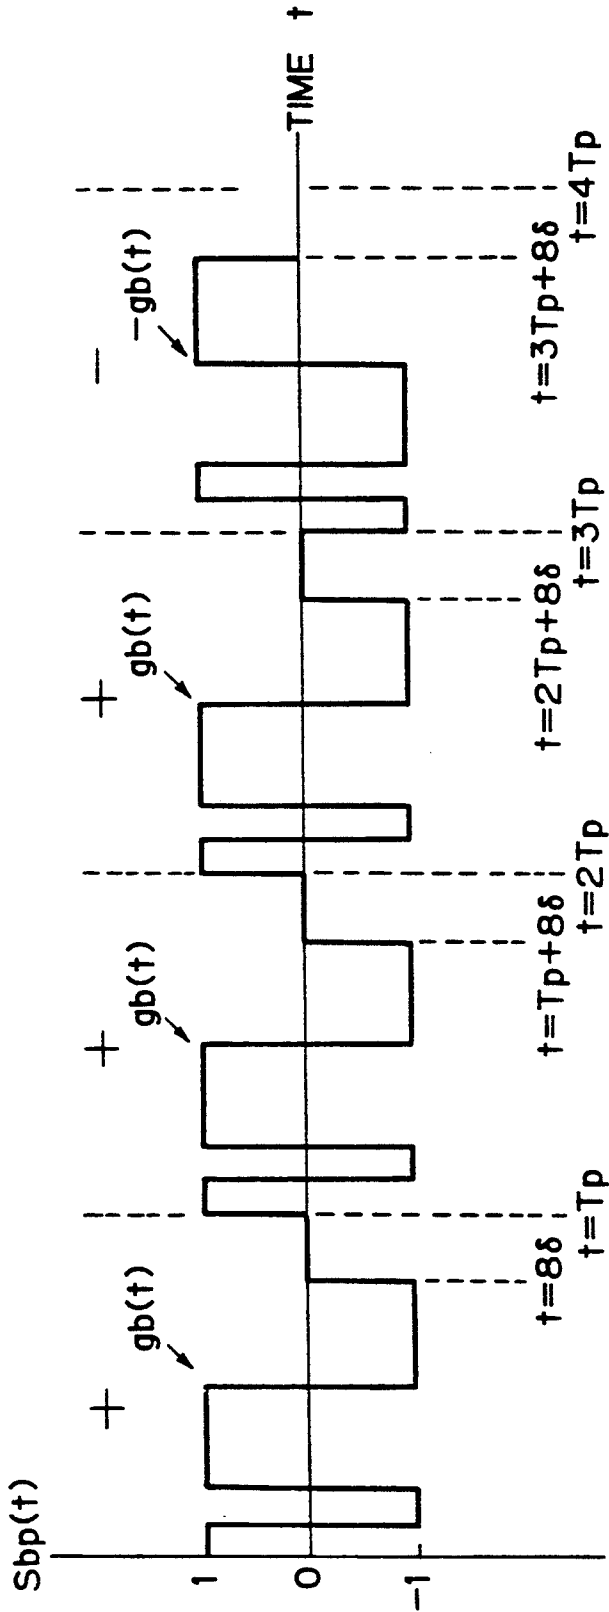 Sbp(t)
1
0
-1
+
gb(t)
+
gb(t)
+
gb(t)
−
-gb(t)
TIME t
t=8δ
t=Tp
t=Tp+8δ
t=2Tp
t=2Tp+8δ
t=3Tp
t=3Tp+8δ
t=4Tp